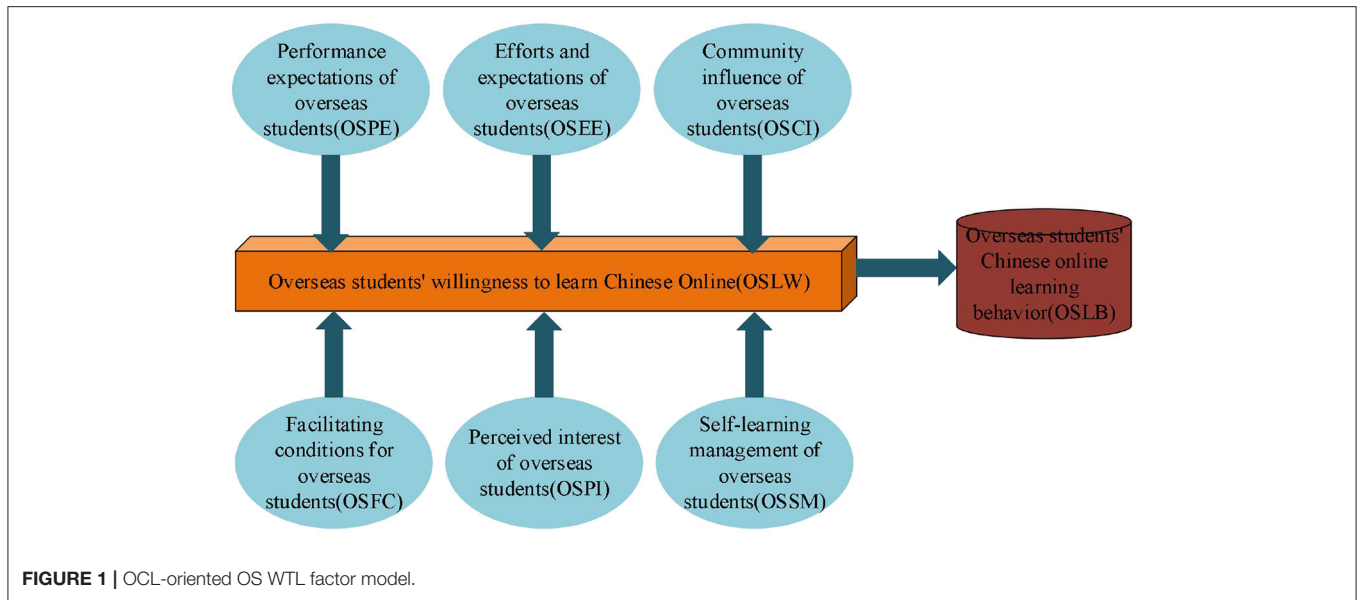 Performance
expectations of
overseas
students(OSPE)
Efforts and
expectations of
overseas
students(OSEE)
Community
influence of
overseas
students(OSCI)
Overseas students' willingness to learn Chinese Online(OSLW)
Overseas students'
Chinese online
learning
behavior(OSLB)
Facilitating
conditions for
overseas
students(OSFC)
Perceived interest
of overseas
students(OSPI)
Self-learning
management of
overseas
students(OSSM)
FIGURE 1 | OCL-oriented OS WTL factor model.